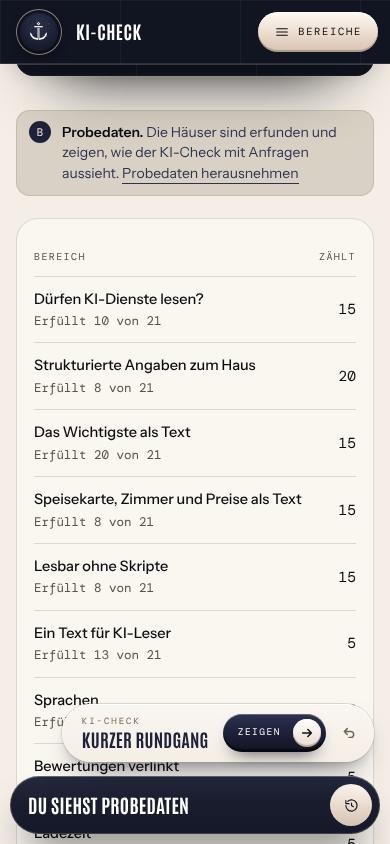 KI-CHECK
BEREICHE
B
Probedaten. Die Häuser sind erfunden und
zeigen, wie der KI-Check mit Anfragen
aussieht. Probedaten herausnehmen
BEREICH ZÄHLT
Dürfen KI-Dienste lesen?
Erfüllt 10 von 21
15
Strukturierte Angaben zum Haus
Erfüllt 8 von 21
20
Das Wichtigste als Text
Erfüllt 20 von 21
15
Speisekarte, Zimmer und Preise als Text
Erfüllt 8 von 21
15
Lesbar ohne Skripte
Erfüllt 8 von 21
15
Ein Text für KI-Leser
Erfüllt 13 von 21
5
Sprachen
KI-CHECK
KURZER RUNDGANG
ZEIGEN
Bewertungen verlinkt
DU SIEHST PROBEDATEN
Ladezeit